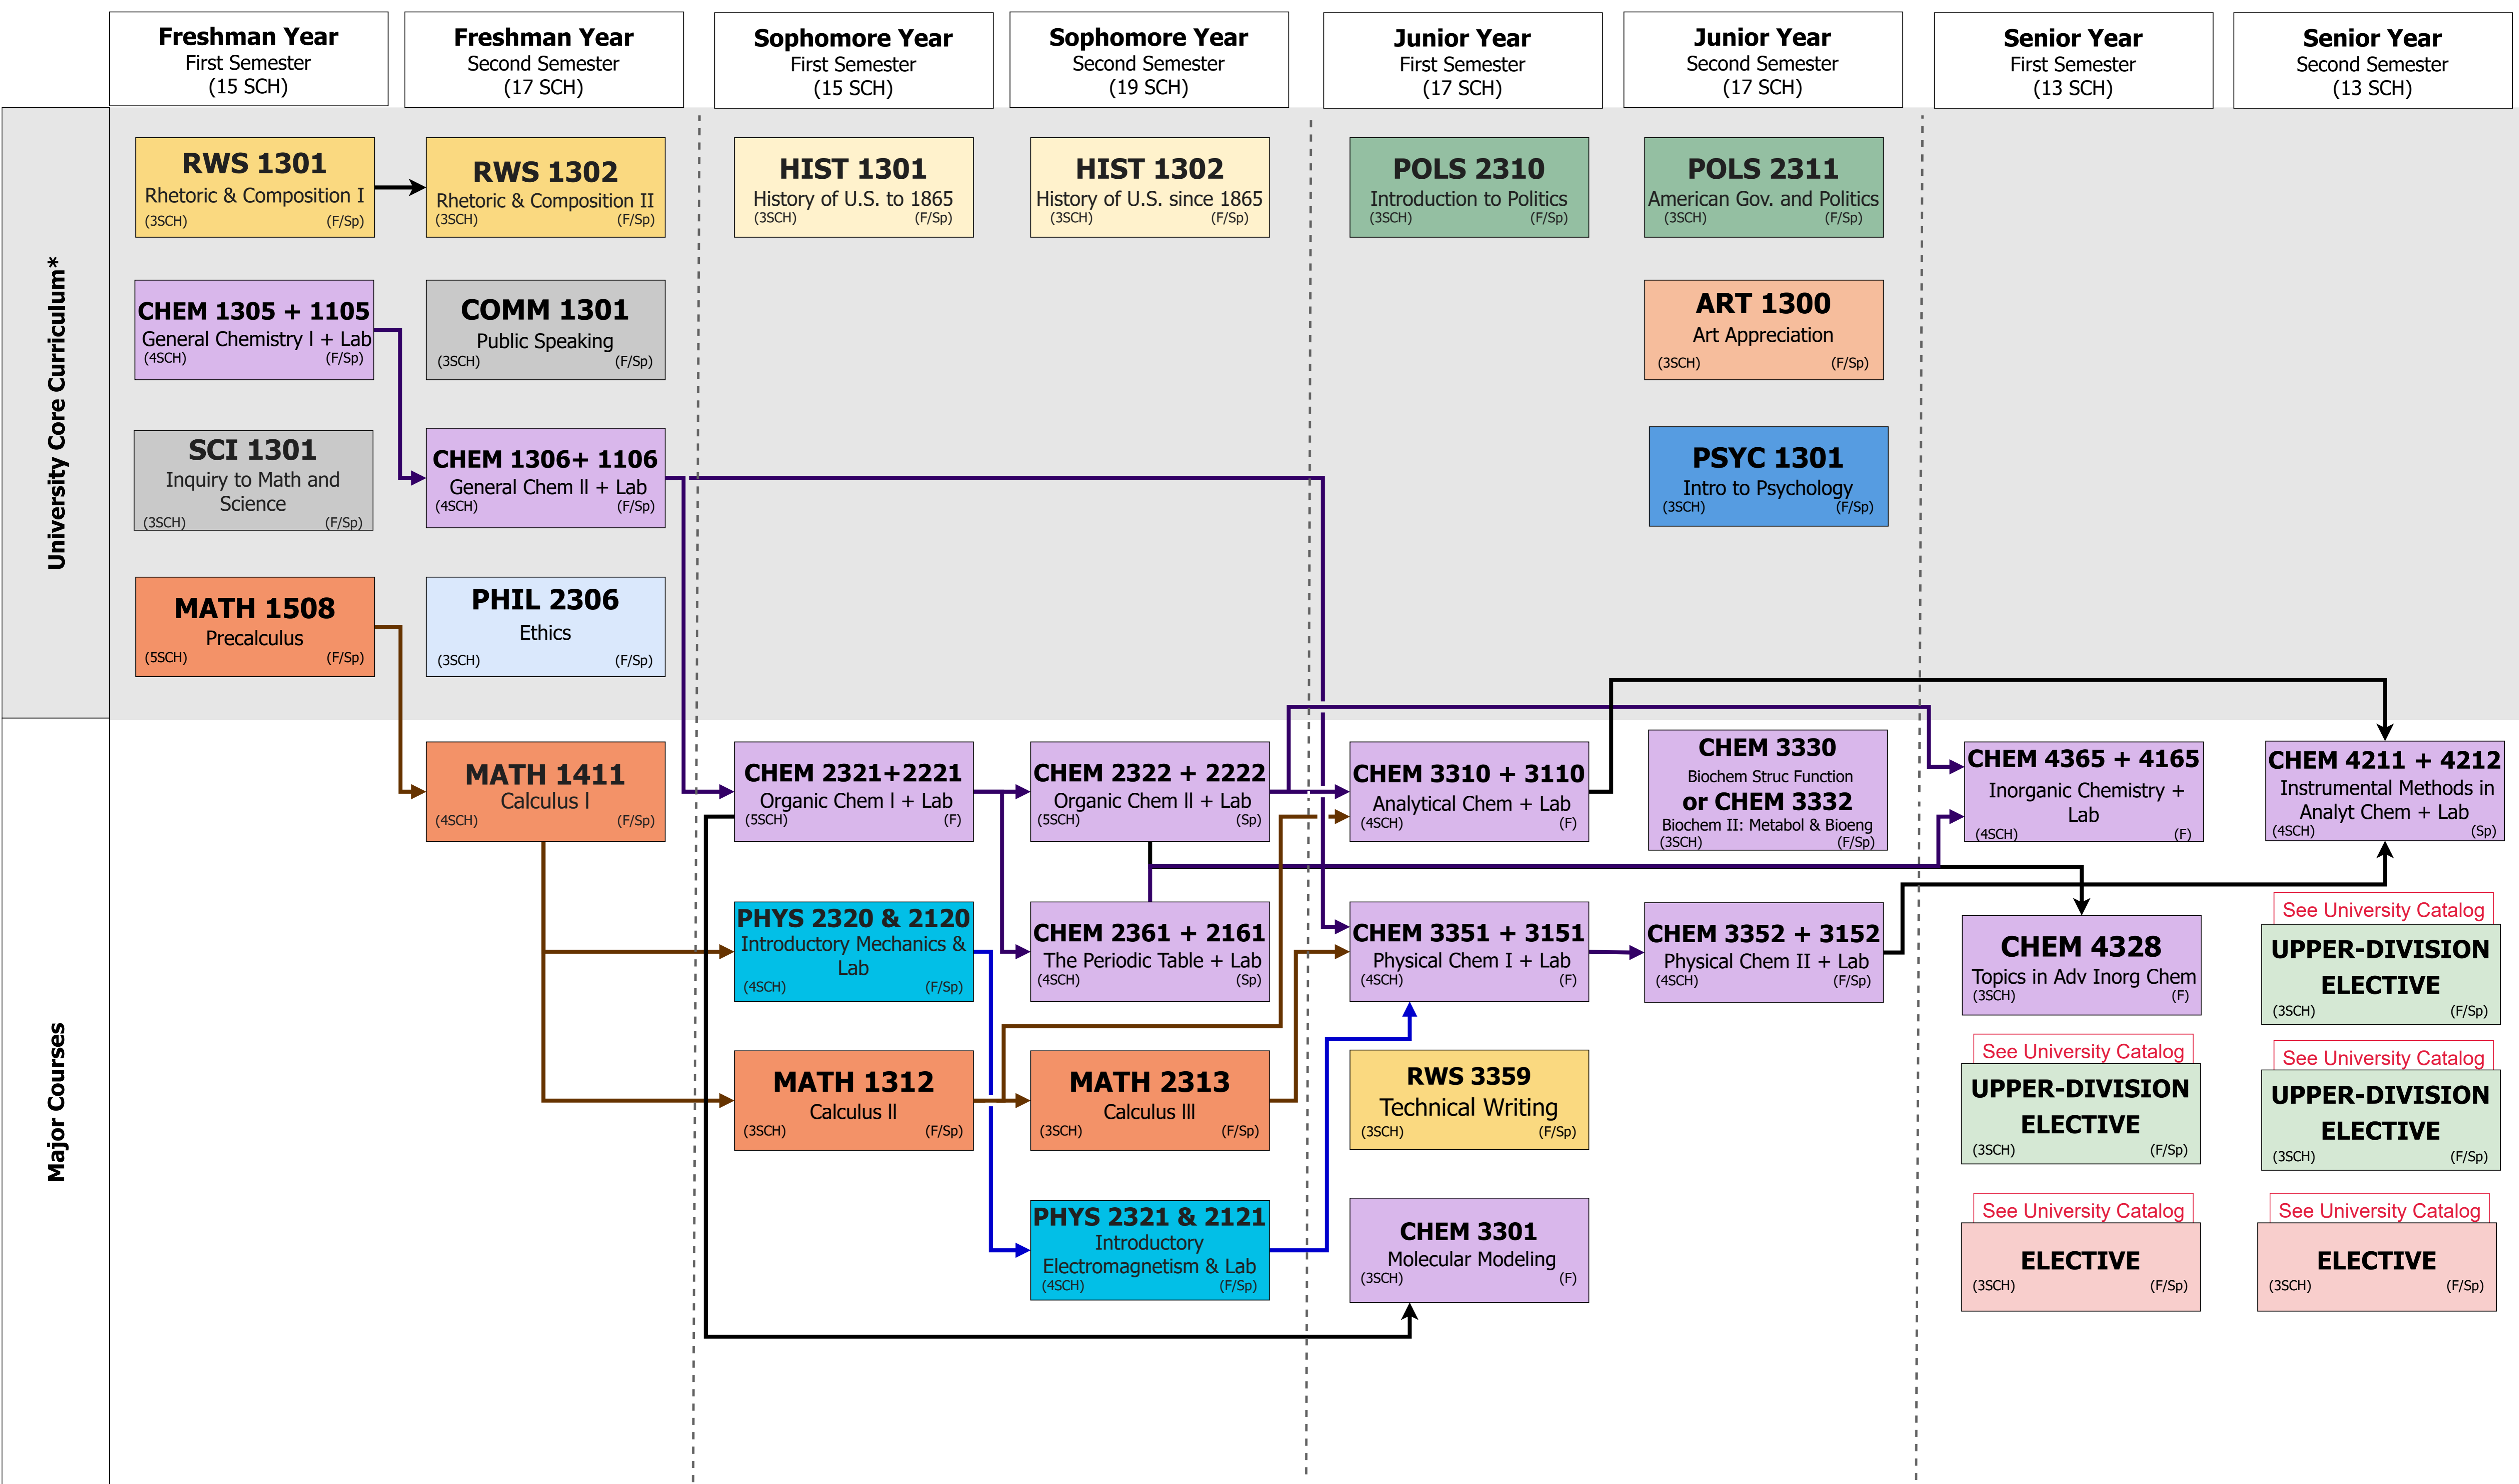 Freshman Year
First Semester
(15 SCH)
Freshman Year
Second Semester
(17 SCH)
Sophomore Year
First Semester
(15 SCH)
Sophomore Year
Second Semester
(19 SCH)
Junior Year
First Semester
(17 SCH)
Junior Year
Second Semester
(17 SCH)
Senior Year
First Semester
(13 SCH)
Senior Year
Second Semester
(13 SCH)
University Core Curriculum*
RWS 1301
Rhetoric & Composition I
(3SCH) (F/Sp)
RWS 1302
Rhetoric & Composition II
(3SCH) (F/Sp)
HIST 1301
History of U.S. to 1865
(3SCH) (F/Sp)
HIST 1302
History of U.S. since 1865
(3SCH) (F/Sp)
POLS 2310
Introduction to Politics
(3SCH) (F/Sp)
POLS 2311
American Gov. and Politics
(3SCH) (F/Sp)
CHEM 1305 + 1105
General Chemistry l + Lab
(4SCH) (F/Sp)
COMM 1301
Public Speaking
(3SCH) (F/Sp)
ART 1300
Art Appreciation
(3SCH) (F/Sp)
SCI 1301
Inquiry to Math and
Science
(3SCH) (F/Sp)
CHEM 1306+ 1106
General Chem ll + Lab
(4SCH) (F/Sp)
PSYC 1301
Intro to Psychology
(3SCH) (F/Sp)
MATH 1508
Precalculus
(5SCH) (F/Sp)
PHIL 2306
Ethics
(3SCH) (F/Sp)
Major Courses
MATH 1411
Calculus l
(4SCH) (F/Sp)
CHEM 2321+2221
Organic Chem l + Lab
(5SCH) (F)
CHEM 2322 + 2222
Organic Chem ll + Lab
(5SCH) (Sp)
CHEM 3310 + 3110
Analytical Chem + Lab
(4SCH) (F)
CHEM 3330
Biochem Struc Function
or CHEM 3332
Biochem II: Metabol & Bioeng
(3SCH) (F/Sp)
CHEM 4365 + 4165
Inorganic Chemistry +
Lab
(4SCH) (F)
CHEM 4211 + 4212
Instrumental Methods in
Analyt Chem + Lab
(4SCH) (Sp)
PHYS 2320 & 2120
Introductory Mechanics &
Lab
(4SCH) (F/Sp)
CHEM 2361 + 2161
The Periodic Table + Lab
(4SCH) (Sp)
CHEM 3351 + 3151
Physical Chem I + Lab
(4SCH) (F)
CHEM 3352 + 3152
Physical Chem II + Lab
(4SCH) (F/Sp)
CHEM 4328
Topics in Adv Inorg Chem
(3SCH) (F)
See University Catalog
UPPER-DIVISION
ELECTIVE
(3SCH) (F/Sp)
MATH 1312
Calculus ll
(3SCH) (F/Sp)
MATH 2313
Calculus lll
(3SCH) (F/Sp)
RWS 3359
Technical Writing
(3SCH) (F/Sp)
See University Catalog
UPPER-DIVISION
ELECTIVE
(3SCH) (F/Sp)
See University Catalog
UPPER-DIVISION
ELECTIVE
(3SCH) (F/Sp)
PHYS 2321 & 2121
Introductory
Electromagnetism & Lab
(4SCH) (F/Sp)
CHEM 3301
Molecular Modeling
(3SCH) (F)
See University Catalog
ELECTIVE
(3SCH) (F/Sp)
See University Catalog
ELECTIVE
(3SCH) (F/Sp)